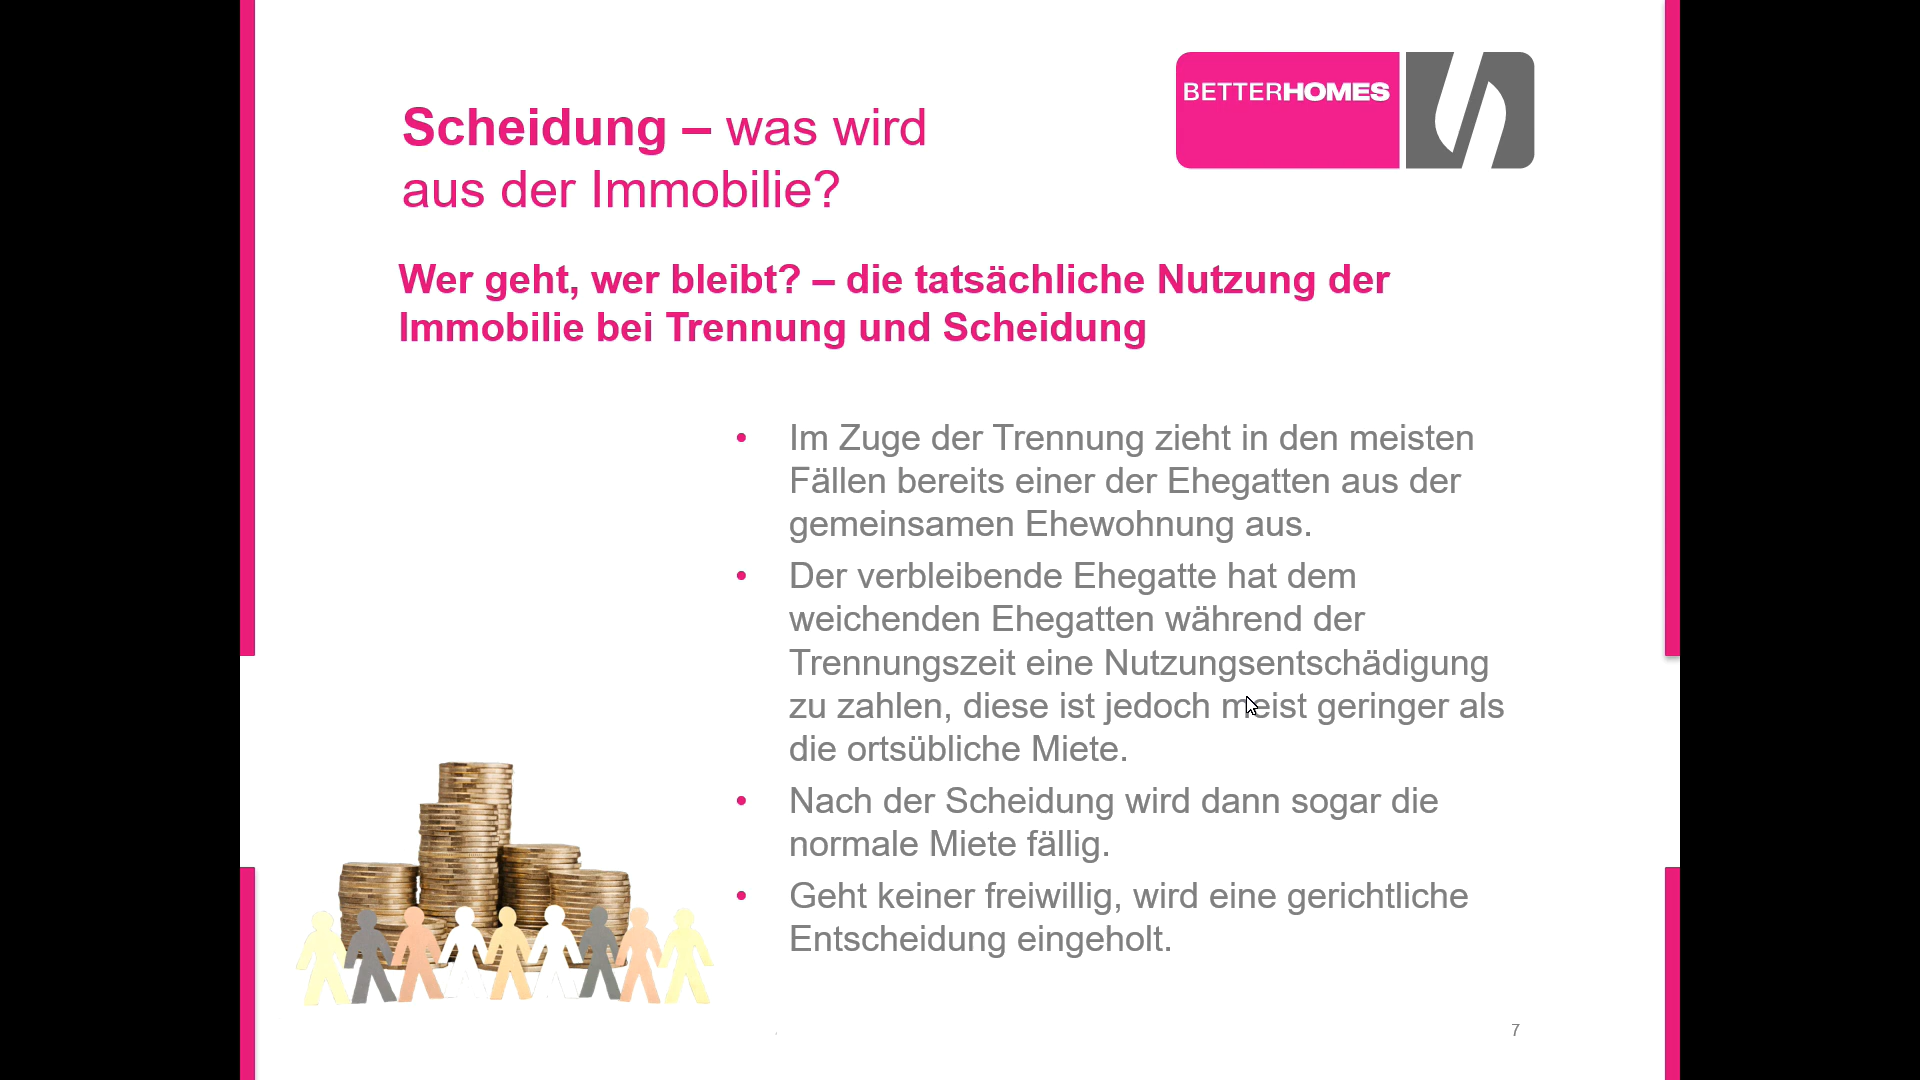 BETTERHOMES
Scheidung – was wird
aus der Immobilie?
Wer geht, wer bleibt? – die tatsächliche Nutzung der
Immobilie bei Trennung und Scheidung
• Im Zuge der Trennung zieht in den meisten
Fällen bereits einer der Ehegatten aus der
gemeinsamen Ehewohnung aus.
• Der verbleibende Ehegatte hat dem
weichenden Ehegatten während der
Trennungszeit eine Nutzungsentschädigung
zu zahlen, diese ist jedoch meist geringer als
die ortsübliche Miete.
• Nach der Scheidung wird dann sogar die
normale Miete fällig.
• Geht keiner freiwillig, wird eine gerichtliche
Entscheidung eingeholt.
7